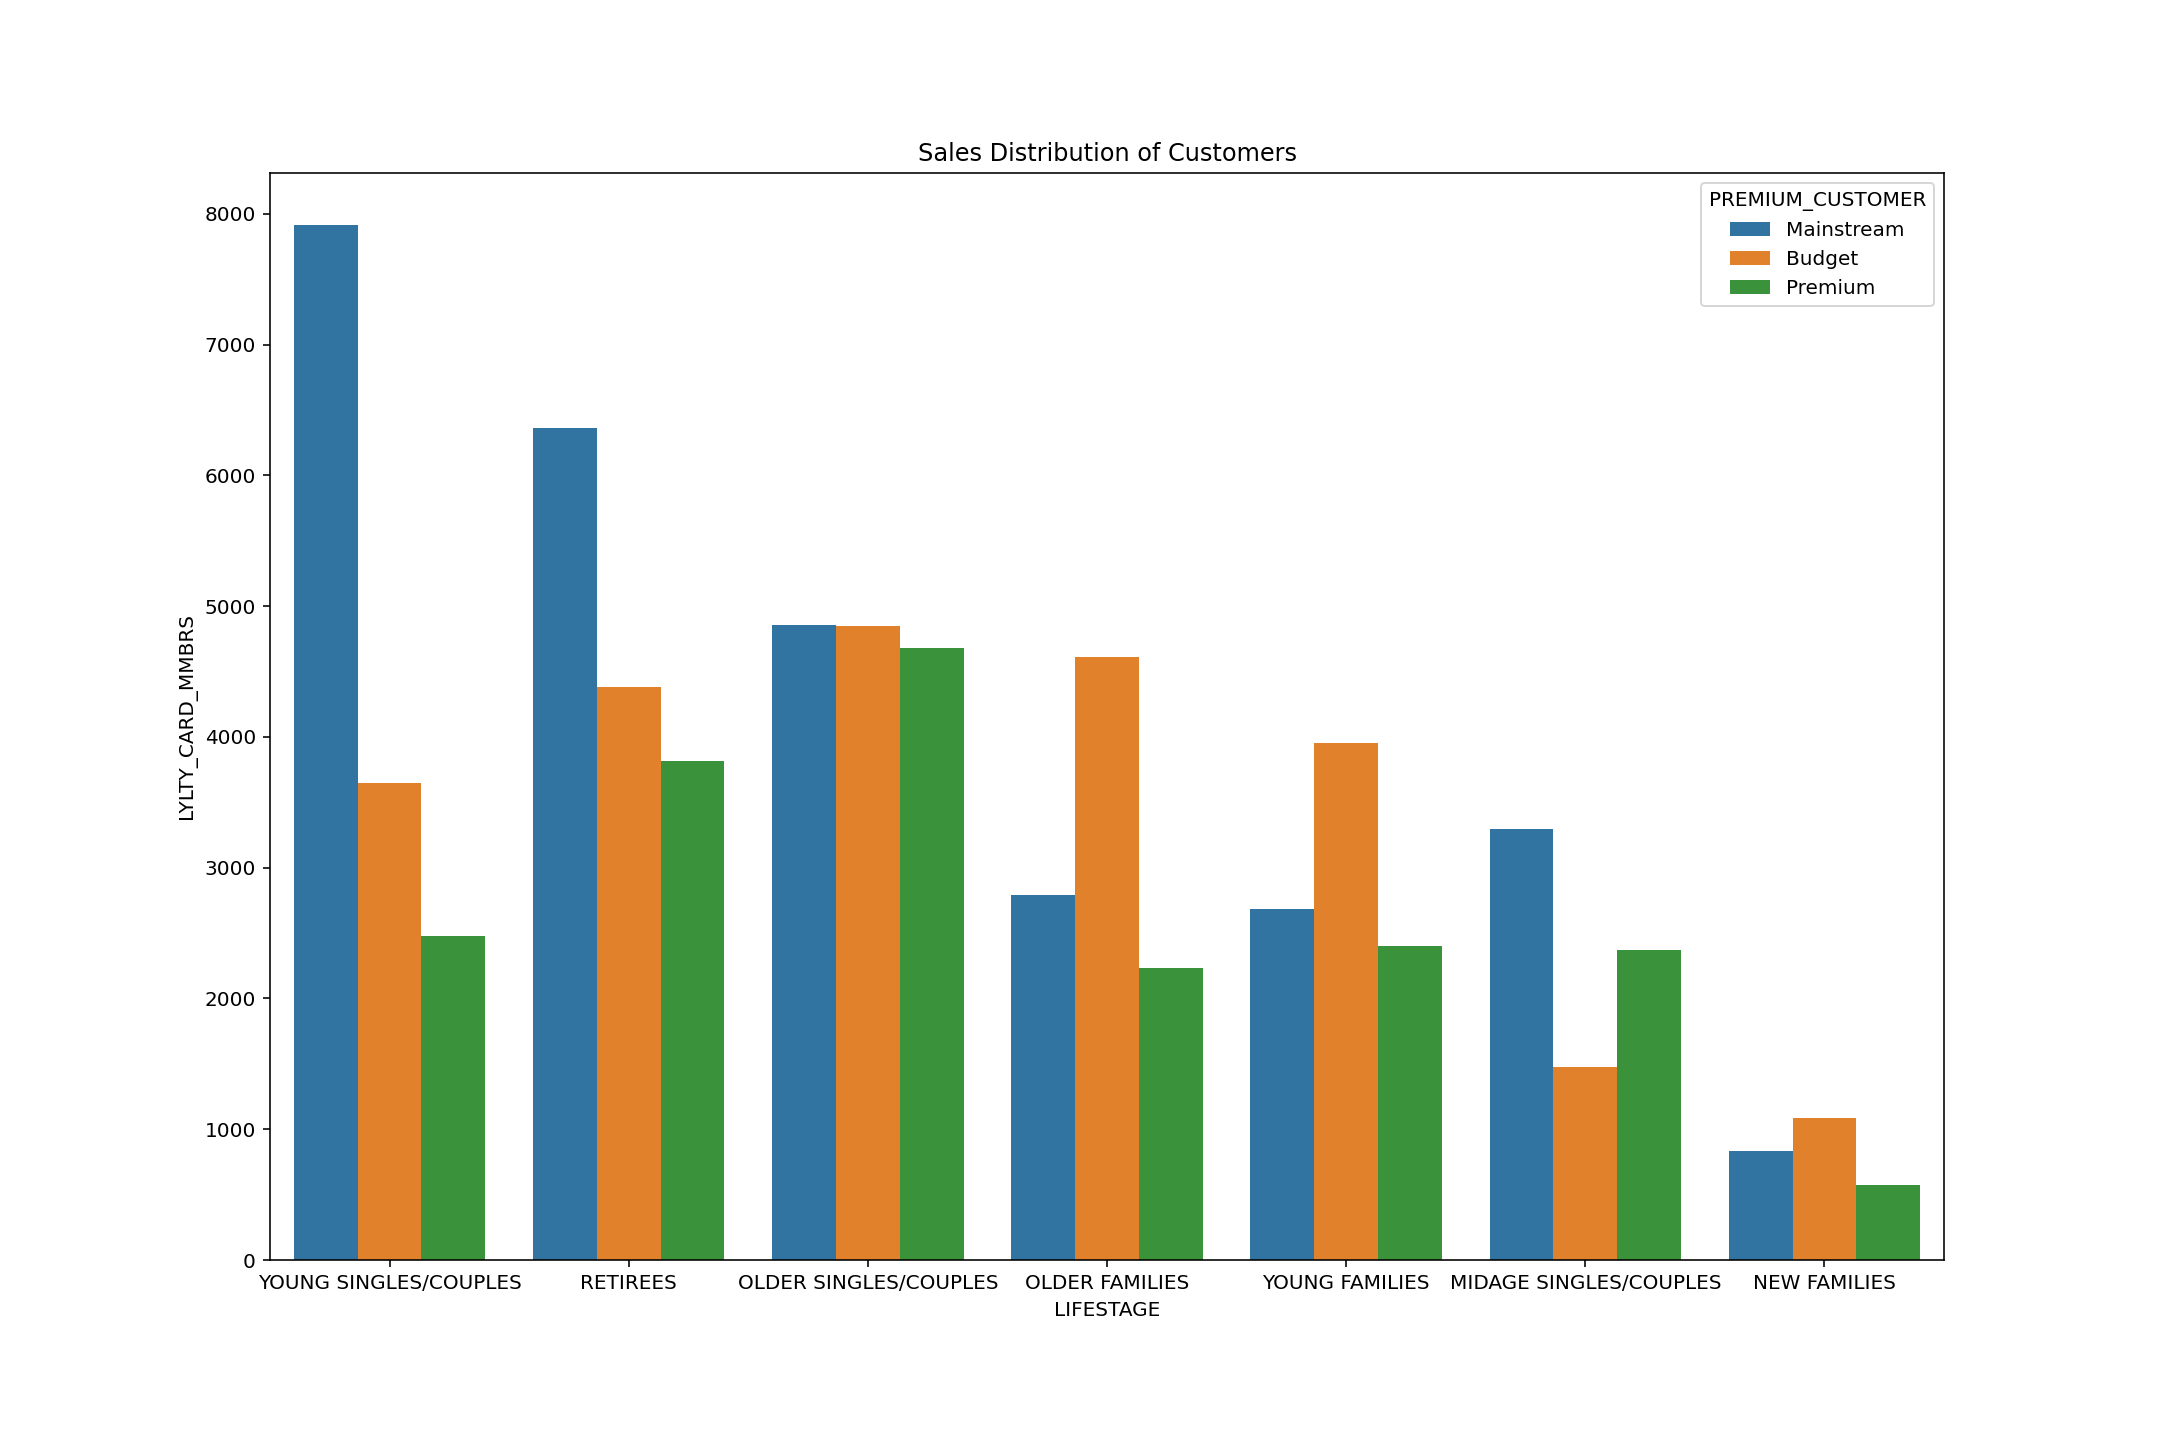 Sales Distribution of Customers
PREMIUM_CUSTOMER
Mainstream
Budget
Premium
8000
7000
6000
5000
4000
3000
2000
1000
0
LYLTY_CARD_MMBRS
YOUNG SINGLES/COUPLES
RETIREES
OLDER SINGLES/COUPLES
OLDER FAMILIES
YOUNG FAMILIES
MIDAGE SINGLES/COUPLES
NEW FAMILIES
LIFESTAGE